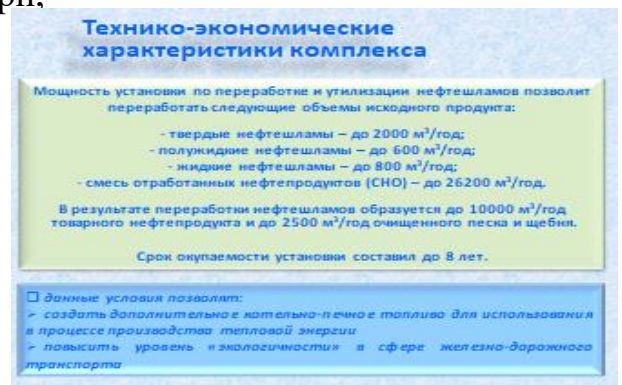 Технико-экономические
характеристики комплекса
Мощность установки по переработке и утилизации нефтешламов позволит
переработать следующие объемы исходного продукта:
- твердые нефтешламы – до 2000 м³/год;
- полужидкие нефтешламы – до 600 м³/год;
- жидкие нефтешламы – до 800 м³/год;
- смесь отработанных нефтепродуктов (СНО) – до 26200 м³/год.
В результате переработки нефтешламов образуется до 10000 м³/год
товарного нефтепродукта и до 2500 м³/год очищенного песка и щебня.
Срок окупаемости установки составил до 8 лет.
❑ данные условия позволят:
➢ создать дополнительное котельно-печное топливо для использования
в процессе производства тепловой энергии
➢ повысить уровень «экологичности» в сфере железно-дорожного
транспорта